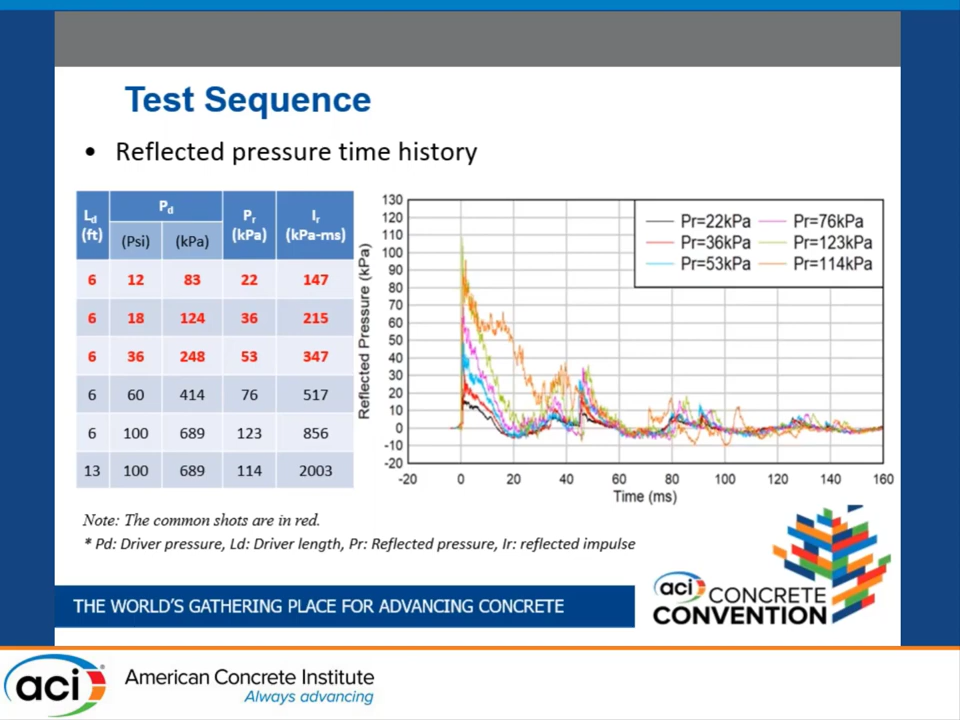 Test Sequence
• Reflected pressure time history
Ld (ft) Pd Pr (kPa) Ir (kPa-ms)
(Psi) (kPa)
6 12 83 22 147
6 18 124 36 215
6 36 248 53 347
6 60 414 76 517
6 100 689 123 856
13 100 689 114 2003
Reflected Pressure (kPa)
130
120
110
100
90
80
70
60
50
40
30
20
10
0
-10
-20
Pr=22kPa Pr=76kPa
Pr=36kPa Pr=123kPa
Pr=53kPa Pr=114kPa
-20 0 20 40 60 80 100 120 140 160
Time (ms)
Note: The common shots are in red.
* Pd: Driver pressure, Ld: Driver length, Pr: Reflected pressure, Ir: reflected impulse
THE WORLD'S GATHERING PLACE FOR ADVANCING CONCRETE
aci CONCRETE
CONVENTION
aci® American Concrete Institute
Always advancing